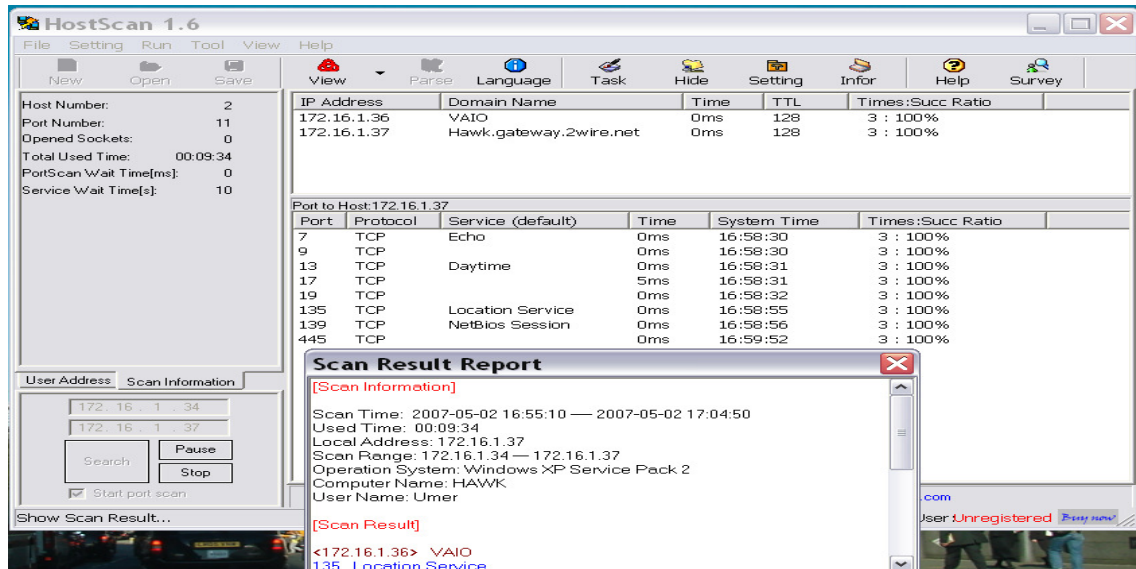 HostScan 1.6
File Setting Run Tool View Help
New Open Save View Parse Language Task Hide Setting Infor Help Survey
Host Number: 2
Port Number: 11
Opened Sockets: 0
Total Used Time: 00:09:34
PortScan Wait Time[ms]: 0
Service Wait Time[s]: 10
IP Address Domain Name Time TTL Times:Succ Ratio
172.16.1.36 VAIO 0ms 128 3 : 100%
172.16.1.37 Hawk.gateway.2wire.net 0ms 128 3 : 100%
Port to Host:172.16.1.37
Port Protocol Service (default) Time System Time Times:Succ Ratio
7 TCP Echo 0ms 16:58:30 3 : 100%
9 TCP 0ms 16:58:30 3 : 100%
13 TCP Daytime 0ms 16:58:31 3 : 100%
17 TCP 5ms 16:58:31 3 : 100%
19 TCP 0ms 16:58:32 3 : 100%
135 TCP Location Service 0ms 16:58:55 3 : 100%
139 TCP NetBios Session 0ms 16:58:56 3 : 100%
445 TCP 0ms 16:59:52 3 : 100%
User Address Scan Information
172. 16 . 1 . 34
172. 16 . 1 . 37
Search Pause
Stop
Start port scan
Show Scan Result...
Scan Result Report
[Scan Information]
Scan Time: 2007-05-02 16:55:10 — 2007-05-02 17:04:50
Used Time: 00:09:34
Local Address: 172.16.1.37
Scan Range: 172.16.1.34 — 172.16.1.37
Operation System: Windows XP Service Pack 2
Computer Name: HAWK
User Name: Umer
[Scan Result]
<172.16.1.36> VAIO
135 Location Service
.com
User:Unregistered Buy now